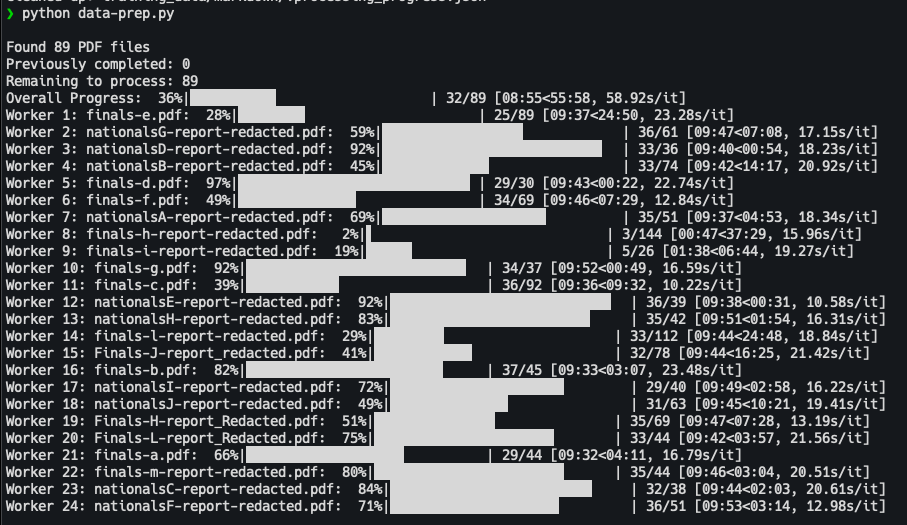 ❯ python data-prep.py
Found 89 PDF files
Previously completed: 0
Remaining to process: 89
Overall Progress:  36%| | 32/89 [08:55<55:58, 58.92s/it]
Worker 1: finals-e.pdf:  28%| | 25/89 [09:37<24:50, 23.28s/it]
Worker 2: nationalsG-report-redacted.pdf:  59%| | 36/61 [09:47<07:08, 17.15s/it]
Worker 3: nationalsD-report-redacted.pdf:  92%| | 33/36 [09:40<00:54, 18.23s/it]
Worker 4: nationalsB-report-redacted.pdf:  45%| | 33/74 [09:42<14:17, 20.92s/it]
Worker 5: finals-d.pdf:  97%| | 29/30 [09:43<00:22, 22.74s/it]
Worker 6: finals-f.pdf:  49%| | 34/69 [09:46<07:29, 12.84s/it]
Worker 7: nationalsA-report-redacted.pdf:  69%| | 35/51 [09:37<04:53, 18.34s/it]
Worker 8: finals-h-report-redacted.pdf:   2%| | 3/144 [00:47<37:29, 15.96s/it]
Worker 9: finals-i-report-redacted.pdf:  19%| | 5/26 [01:38<06:44, 19.27s/it]
Worker 10: finals-g.pdf:  92%| | 34/37 [09:52<00:49, 16.59s/it]
Worker 11: finals-c.pdf:  39%| | 36/92 [09:36<09:32, 10.22s/it]
Worker 12: nationalsE-report-redacted.pdf:  92%| | 36/39 [09:38<00:31, 10.58s/it]
Worker 13: nationalsH-report-redacted.pdf:  83%| | 35/42 [09:51<01:54, 16.31s/it]
Worker 14: finals-l-report-redacted.pdf:  29%| | 33/112 [09:44<24:48, 18.84s/it]
Worker 15: Finals-J-report_redacted.pdf:  41%| | 32/78 [09:44<16:25, 21.42s/it]
Worker 16: finals-b.pdf:  82%| | 37/45 [09:33<03:07, 23.48s/it]
Worker 17: nationalsI-report-redacted.pdf:  72%| | 29/40 [09:49<02:58, 16.22s/it]
Worker 18: nationalsJ-report-redacted.pdf:  49%| | 31/63 [09:45<10:21, 19.41s/it]
Worker 19: Finals-H-report_Redacted.pdf:  51%| | 35/69 [09:47<07:28, 13.19s/it]
Worker 20: Finals-L-report_Redacted.pdf:  75%| | 33/44 [09:42<03:57, 21.56s/it]
Worker 21: finals-a.pdf:  66%| | 29/44 [09:32<04:11, 16.79s/it]
Worker 22: finals-m-report-redacted.pdf:  80%| | 35/44 [09:46<03:04, 20.51s/it]
Worker 23: nationalsC-report-redacted.pdf:  84%| | 32/38 [09:44<02:03, 20.61s/it]
Worker 24: nationalsF-report-redacted.pdf:  71%| | 36/51 [09:53<03:14, 12.98s/it]